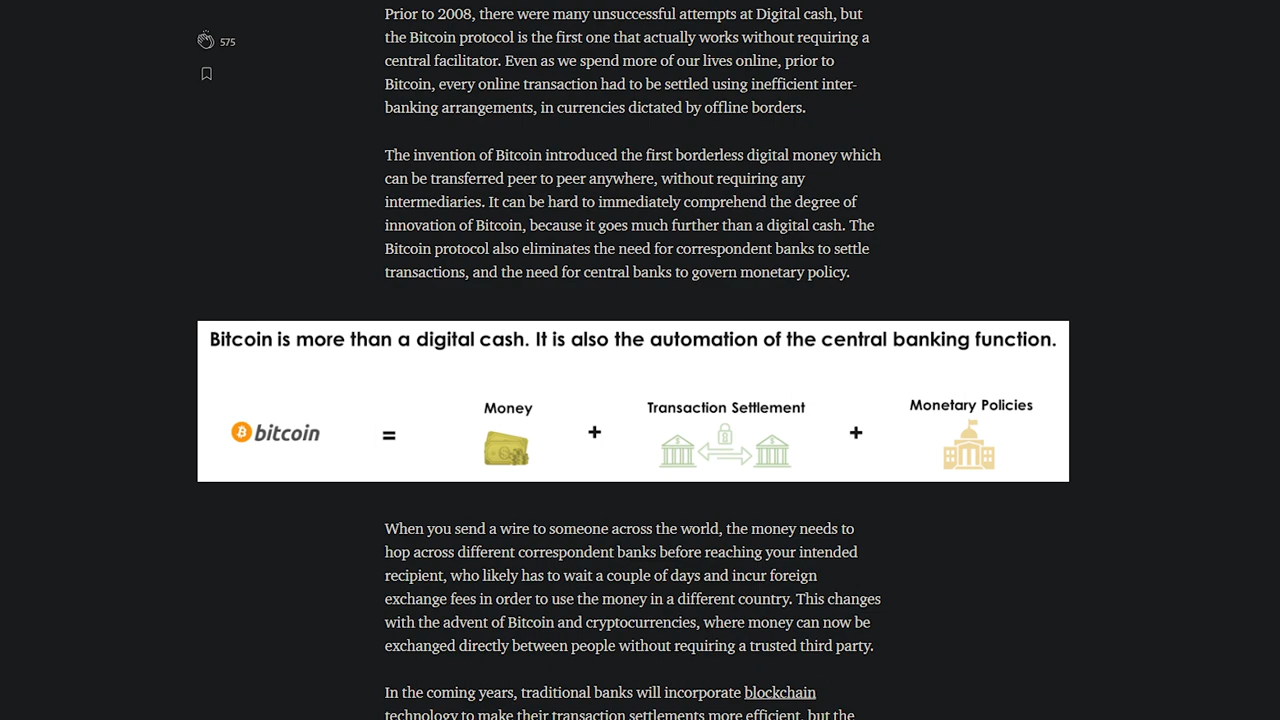 575
Prior to 2008, there were many unsuccessful attempts at Digital cash, but
the Bitcoin protocol is the first one that actually works without requiring a
central facilitator. Even as we spend more of our lives online, prior to
Bitcoin, every online transaction had to be settled using inefficient inter-
banking arrangements, in currencies dictated by offline borders.
The invention of Bitcoin introduced the first borderless digital money which
can be transferred peer to peer anywhere, without requiring any
intermediaries. It can be hard to immediately comprehend the degree of
innovation of Bitcoin, because it goes much further than a digital cash. The
Bitcoin protocol also eliminates the need for correspondent banks to settle
transactions, and the need for central banks to govern monetary policy.
Bitcoin is more than a digital cash. It is also the automation of the central banking function.
Money
Transaction Settlement
Monetary Policies
bitcoin = + +
When you send a wire to someone across the world, the money needs to
hop across different correspondent banks before reaching your intended
recipient, who likely has to wait a couple of days and incur foreign
exchange fees in order to use the money in a different country. This changes
with the advent of Bitcoin and cryptocurrencies, where money can now be
exchanged directly between people without requiring a trusted third party.
In the coming years, traditional banks will incorporate blockchain
technology to make their transaction settlements more efficient, but the